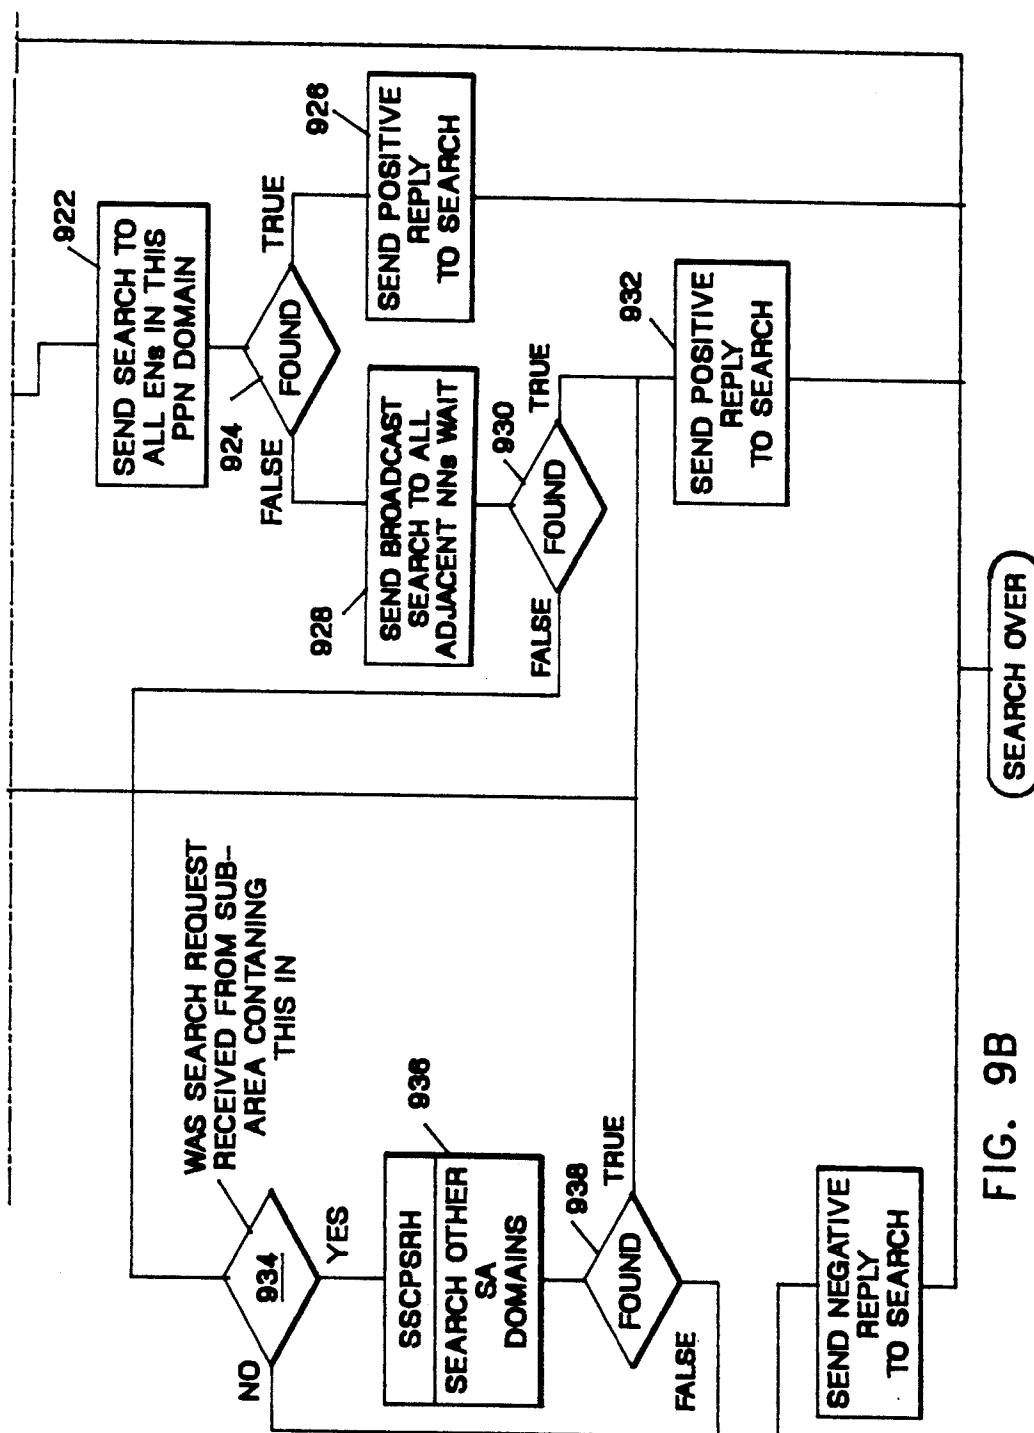 922
SEND SEARCH TO
ALL ENs IN THIS
PPN DOMAIN
924
FOUND
TRUE
FALSE
926
SEND POSITIVE
REPLY
TO SEARCH
928
SEND BROADCAST
SEARCH TO ALL
ADJACENT NNs WAIT
930
FOUND
TRUE
FALSE
932
SEND POSITIVE
REPLY
TO SEARCH
WAS SEARCH REQUEST
RECEIVED FROM SUB-
AREA CONTANING
THIS IN
934
NO
YES
936
SSCPSRH
SEARCH OTHER
SA
DOMAINS
938
FOUND
TRUE
FALSE
SEND NEGATIVE
REPLY
TO SEARCH
SEARCH OVER
FIG. 9B